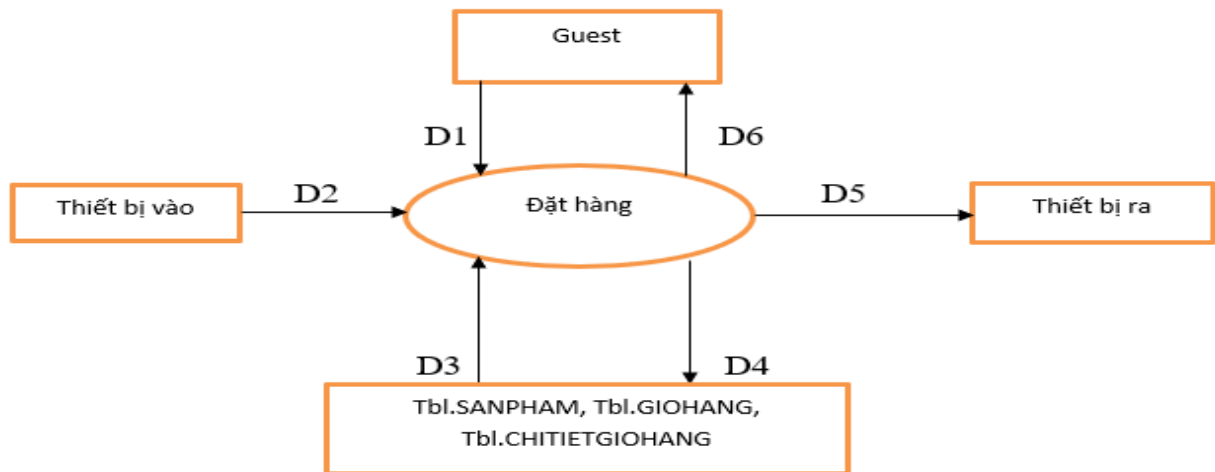 Guest
D1
D6
Thiết bị vào
D2
Đặt hàng
D5
Thiết bị ra
D3
D4
Tbl.SANPHAM, Tbl.GIOHANG,
Tbl.CHITIETGIOHANG